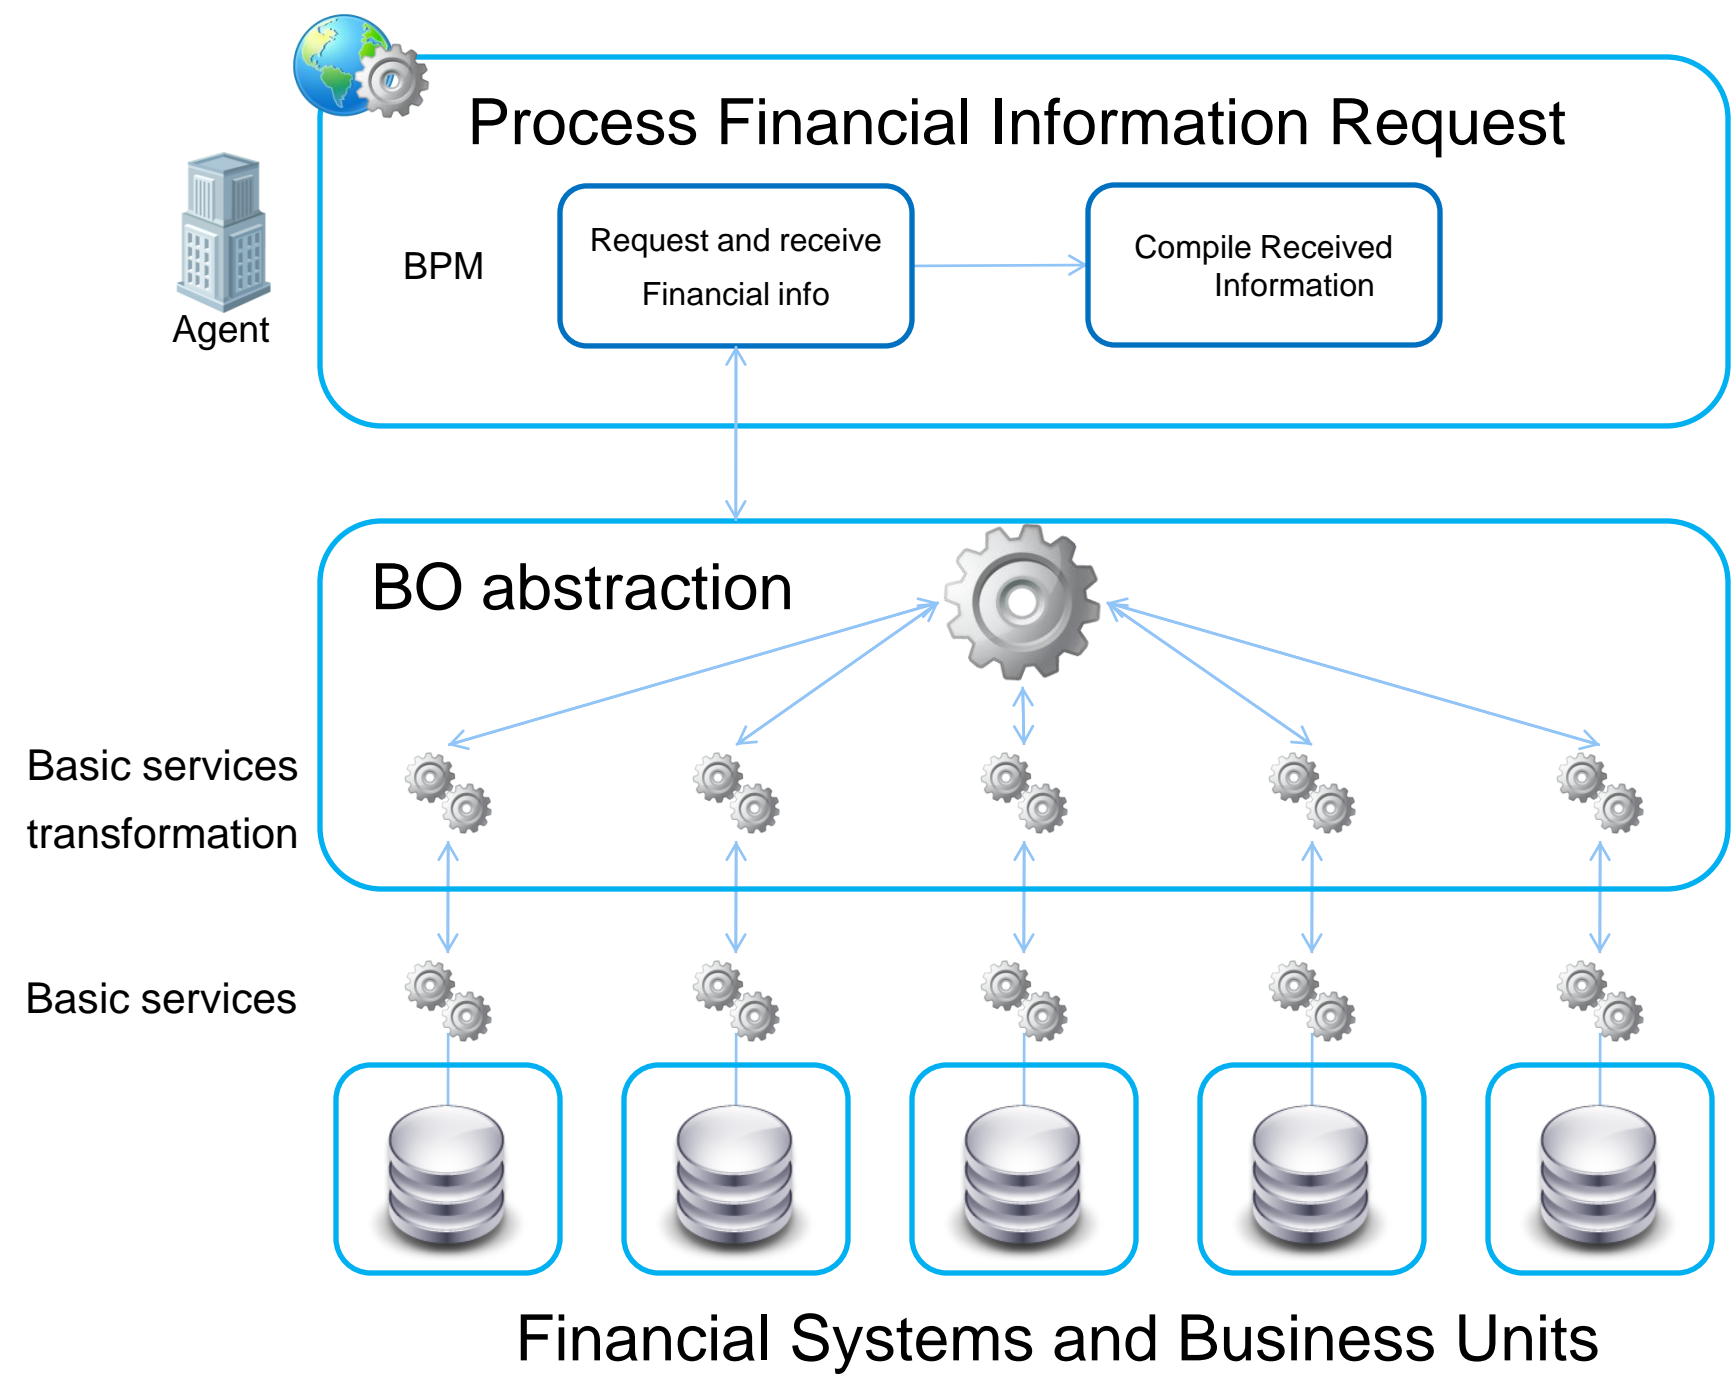 Process Financial Information Request
Agent
BPM
Request and receive
Financial info
Compile Received
Information
BO abstraction
Basic services
transformation
Basic services
Financial Systems and Business Units